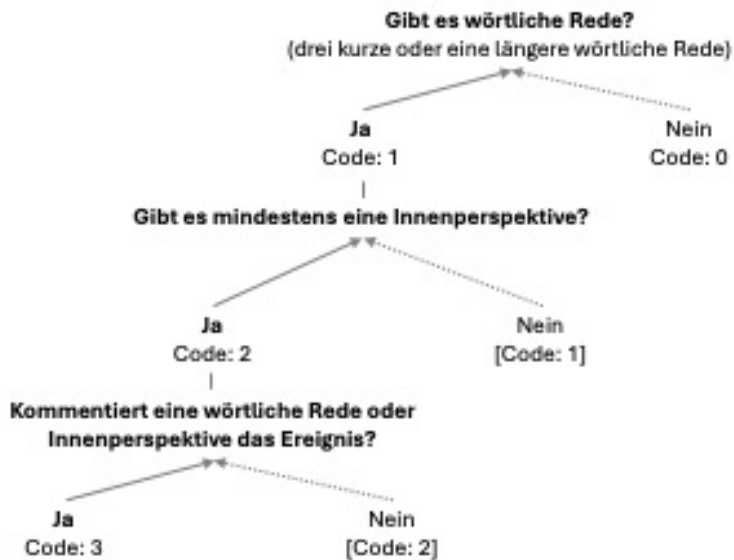 Gibt es wörtliche Rede?
(drei kurze oder eine längere wörtliche Rede)
Ja Nein
Code: 1 Code: 0
Gibt es mindestens eine Innenperspektive?
Ja Nein
Code: 2 [Code: 1]
Kommentiert eine wörtliche Rede oder
Innenperspektive das Ereignis?
Ja Nein
Code: 3 [Code: 2]